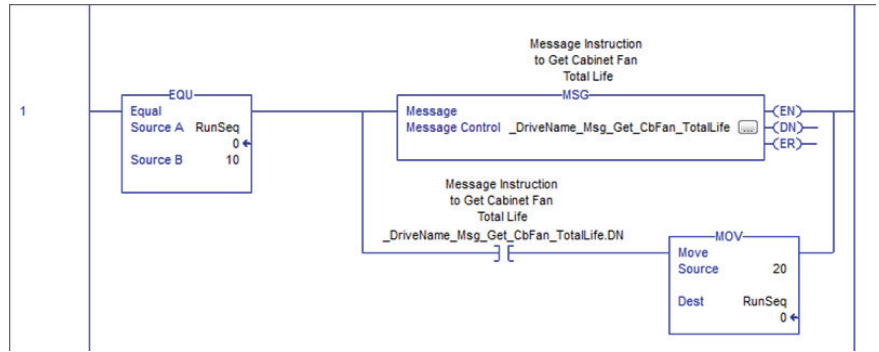 Message Instruction
to Get Cabinet Fan
Total Life
1
EQU
Equal
Source A RunSeq
0
Source B 10
MSG
Message
Message Control _DriveName_Msg_Get_CbFan_TotalLife ...
EN
DN
ER
Message Instruction
to Get Cabinet Fan
Total Life
_DriveName_Msg_Get_CbFan_TotalLife.DN
MOV
Move
Source 20
Dest RunSeq
0